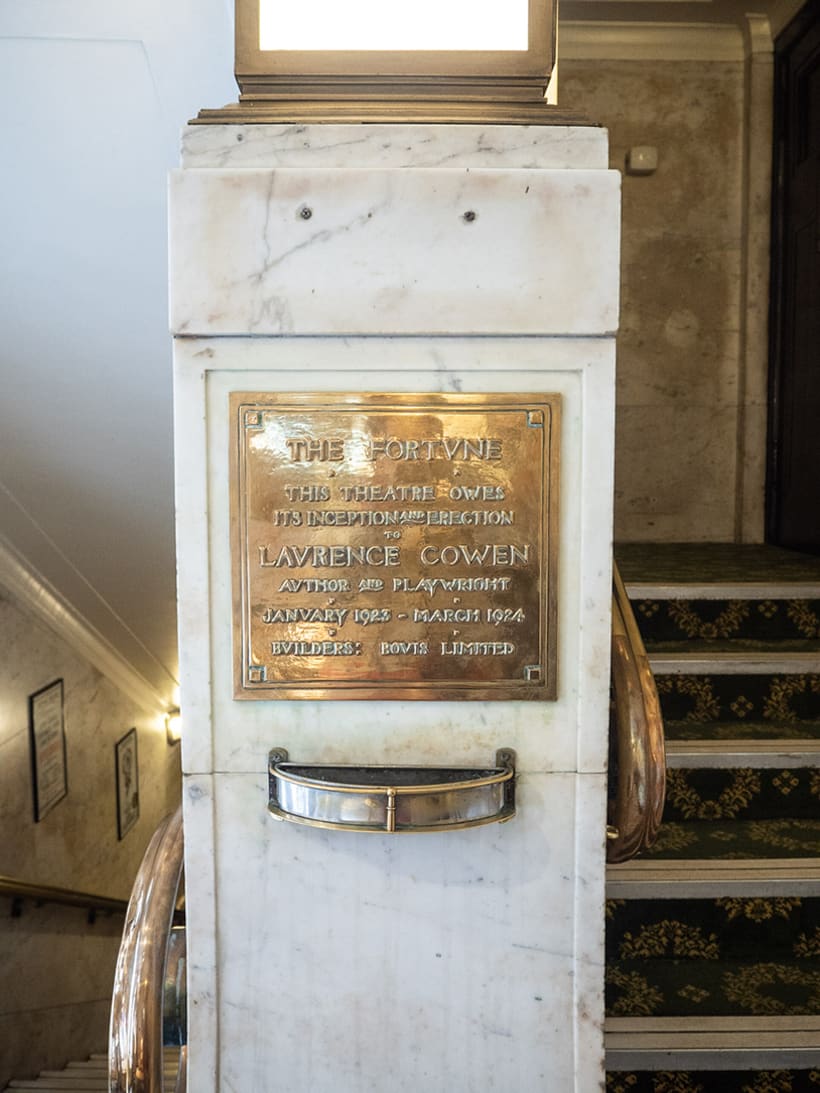 THE FORTVNE
THIS THEATRE OWES
ITS INCEPTION AND ERECTION
TO
LAVRENCE COWEN
AVTHOR AND PLAYWRIGHT
JANVARY 1923 - MARCH 1924
BVILDERS: BOVIS LIMITED